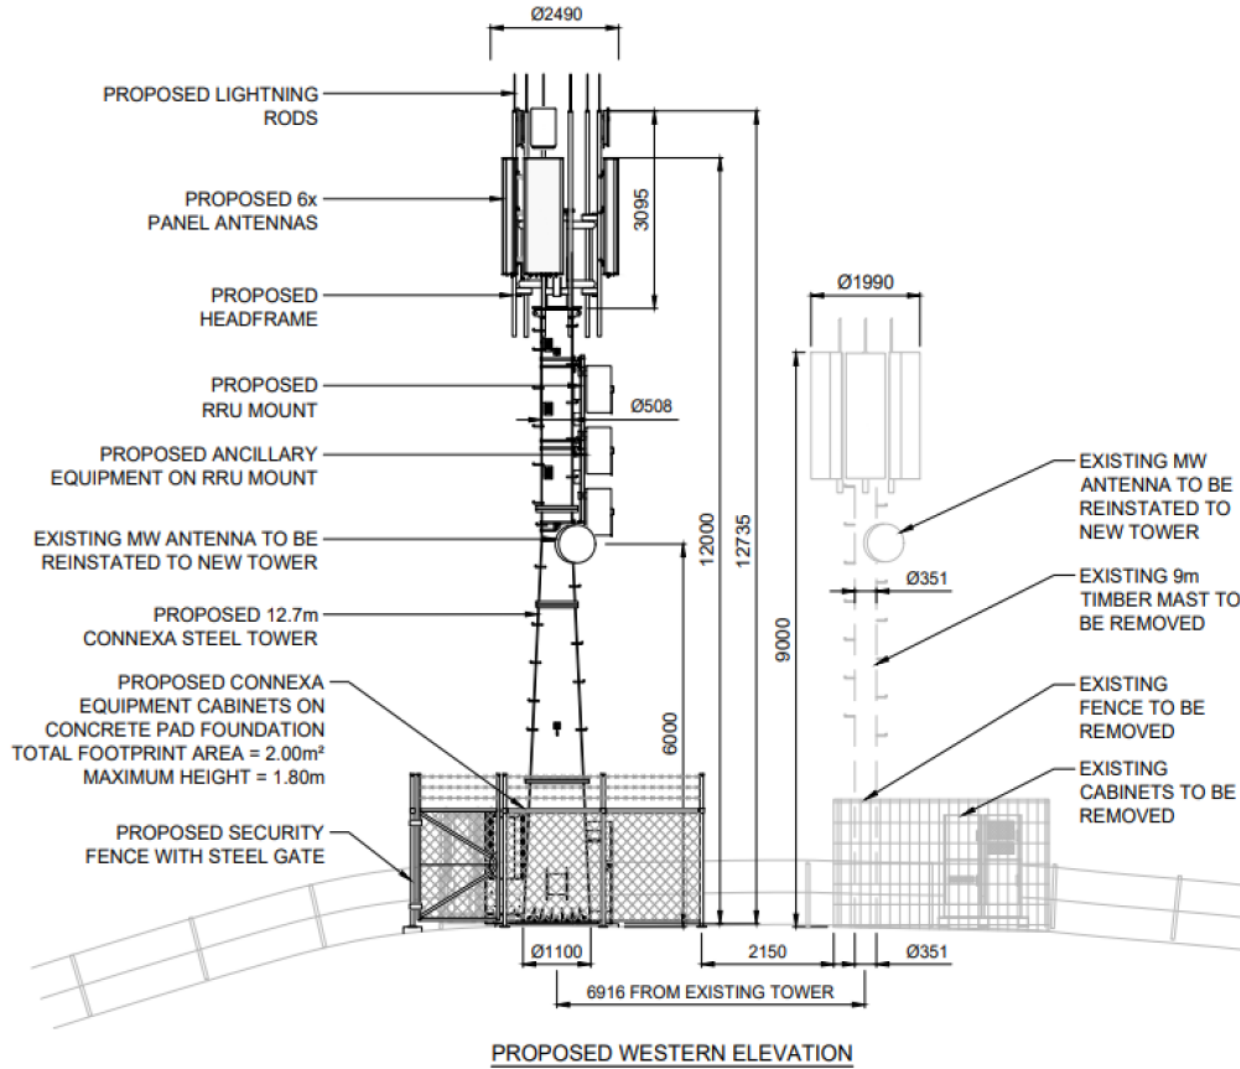 Ø2490
PROPOSED LIGHTNING
RODS
PROPOSED 6x
PANEL ANTENNAS
3095
PROPOSED
HEADFRAME
Ø1990
PROPOSED
RRU MOUNT
Ø508
PROPOSED ANCILLARY
EQUIPMENT ON RRU MOUNT
EXISTING MW
ANTENNA TO BE
REINSTATED TO
NEW TOWER
EXISTING MW ANTENNA TO BE
REINSTATED TO NEW TOWER
12000
12735
Ø351
EXISTING 9m
TIMBER MAST TO
BE REMOVED
PROPOSED 12.7m
CONNEXA STEEL TOWER
9000
PROPOSED CONNEXA
EQUIPMENT CABINETS ON
CONCRETE PAD FOUNDATION
TOTAL FOOTPRINT AREA = 2.00m²
MAXIMUM HEIGHT = 1.80m
6000
EXISTING
FENCE TO BE
REMOVED
EXISTING
CABINETS TO BE
REMOVED
PROPOSED SECURITY
FENCE WITH STEEL GATE
Ø1100
2150
Ø351
6916 FROM EXISTING TOWER
PROPOSED WESTERN ELEVATION